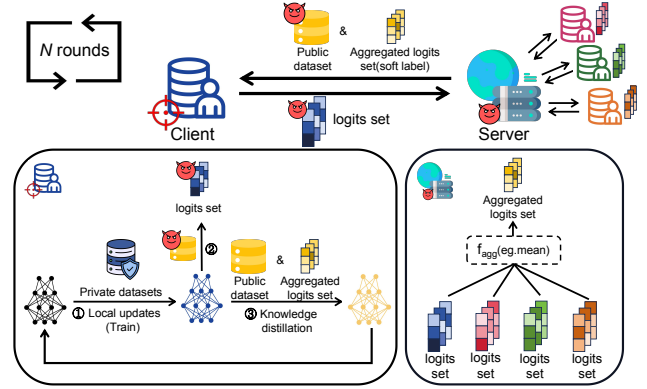 N rounds
Public
dataset
&
Aggregated logits
set(soft label)
Client
logits set
Server
logits set
②
Private datasets
① Local updates
(Train)
Public
dataset
&
Aggregated
logits set
③ Knowledge
distillation
Aggregated
logits set
fagg(eg.mean)
logits
set
logits
set
logits
set
logits
set